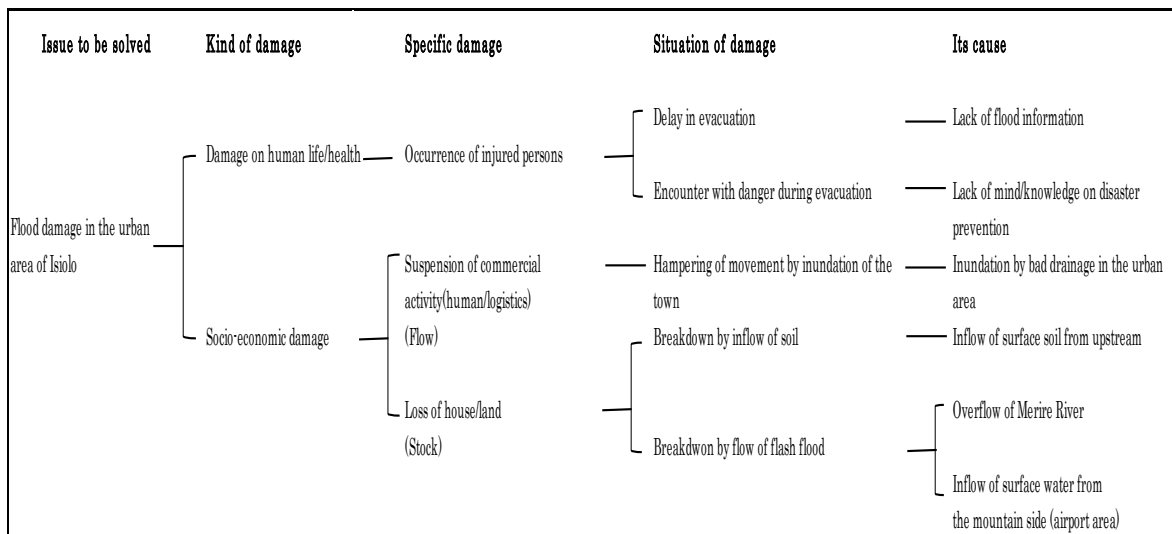 Issue to be solved
Kind of damage
Specific damage
Situation of damage
Its cause
Delay in evacuation
Lack of flood information
Damage on human life/health
Occurrence of injured persons
Encounter with danger during evacuation
Lack of mind/knowledge on disaster
prevention
Flood damage in the urban
area of Isiolo
Suspension of commercial
activity(human/logistics)
(Flow)
Hampering of movement by inundation of the
town
Inundation by bad drainage in the urban
area
Socio-economic damage
Breakdown by inflow of soil
Inflow of surface soil from upstream
Loss of house/land
(Stock)
Breakdwon by flow of flash flood
Overflow of Merire River
Inflow of surface water from
the mountain side (airport area)